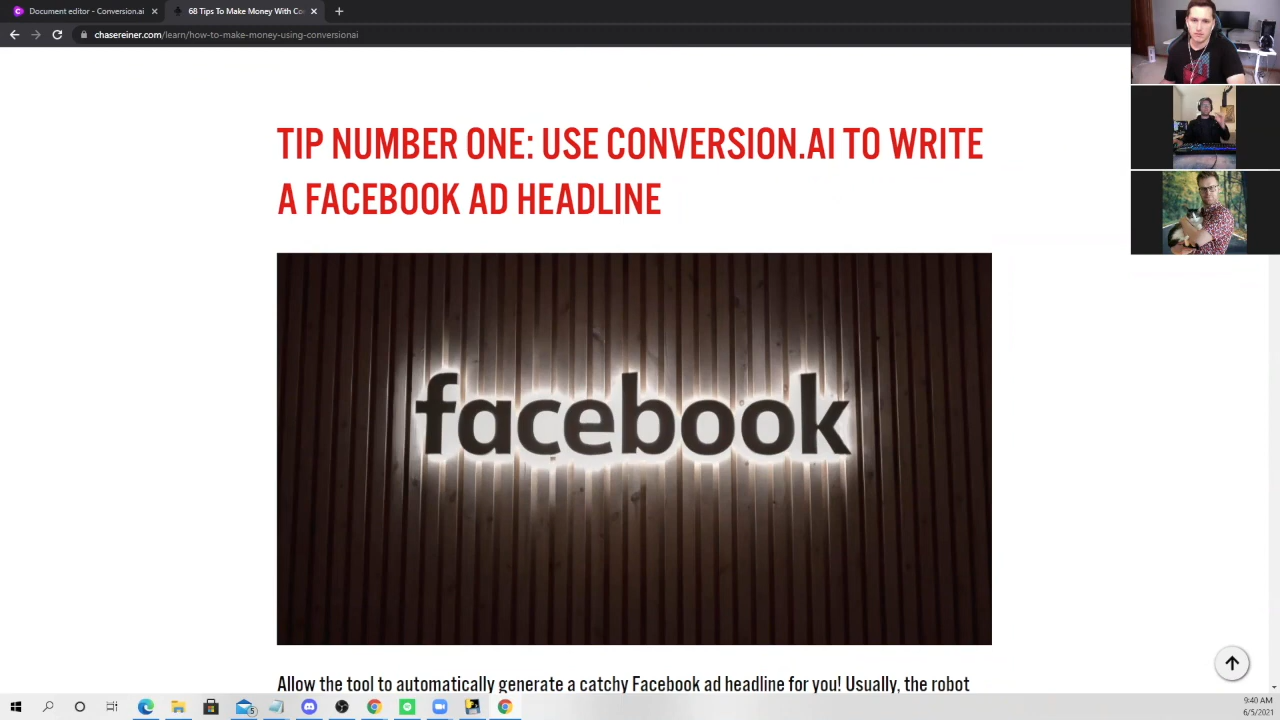 Document editor - Conversion.ai
68 Tips To Make Money With Co
chasereiner.com/learn/how-to-make-money-using-conversionai
TIP NUMBER ONE: USE CONVERSION.AI TO WRITE
A FACEBOOK AD HEADLINE
facebook
Allow the tool to automatically generate a catchy Facebook ad headline for you! Usually, the robot
5
9:40 AM
6/5/2021